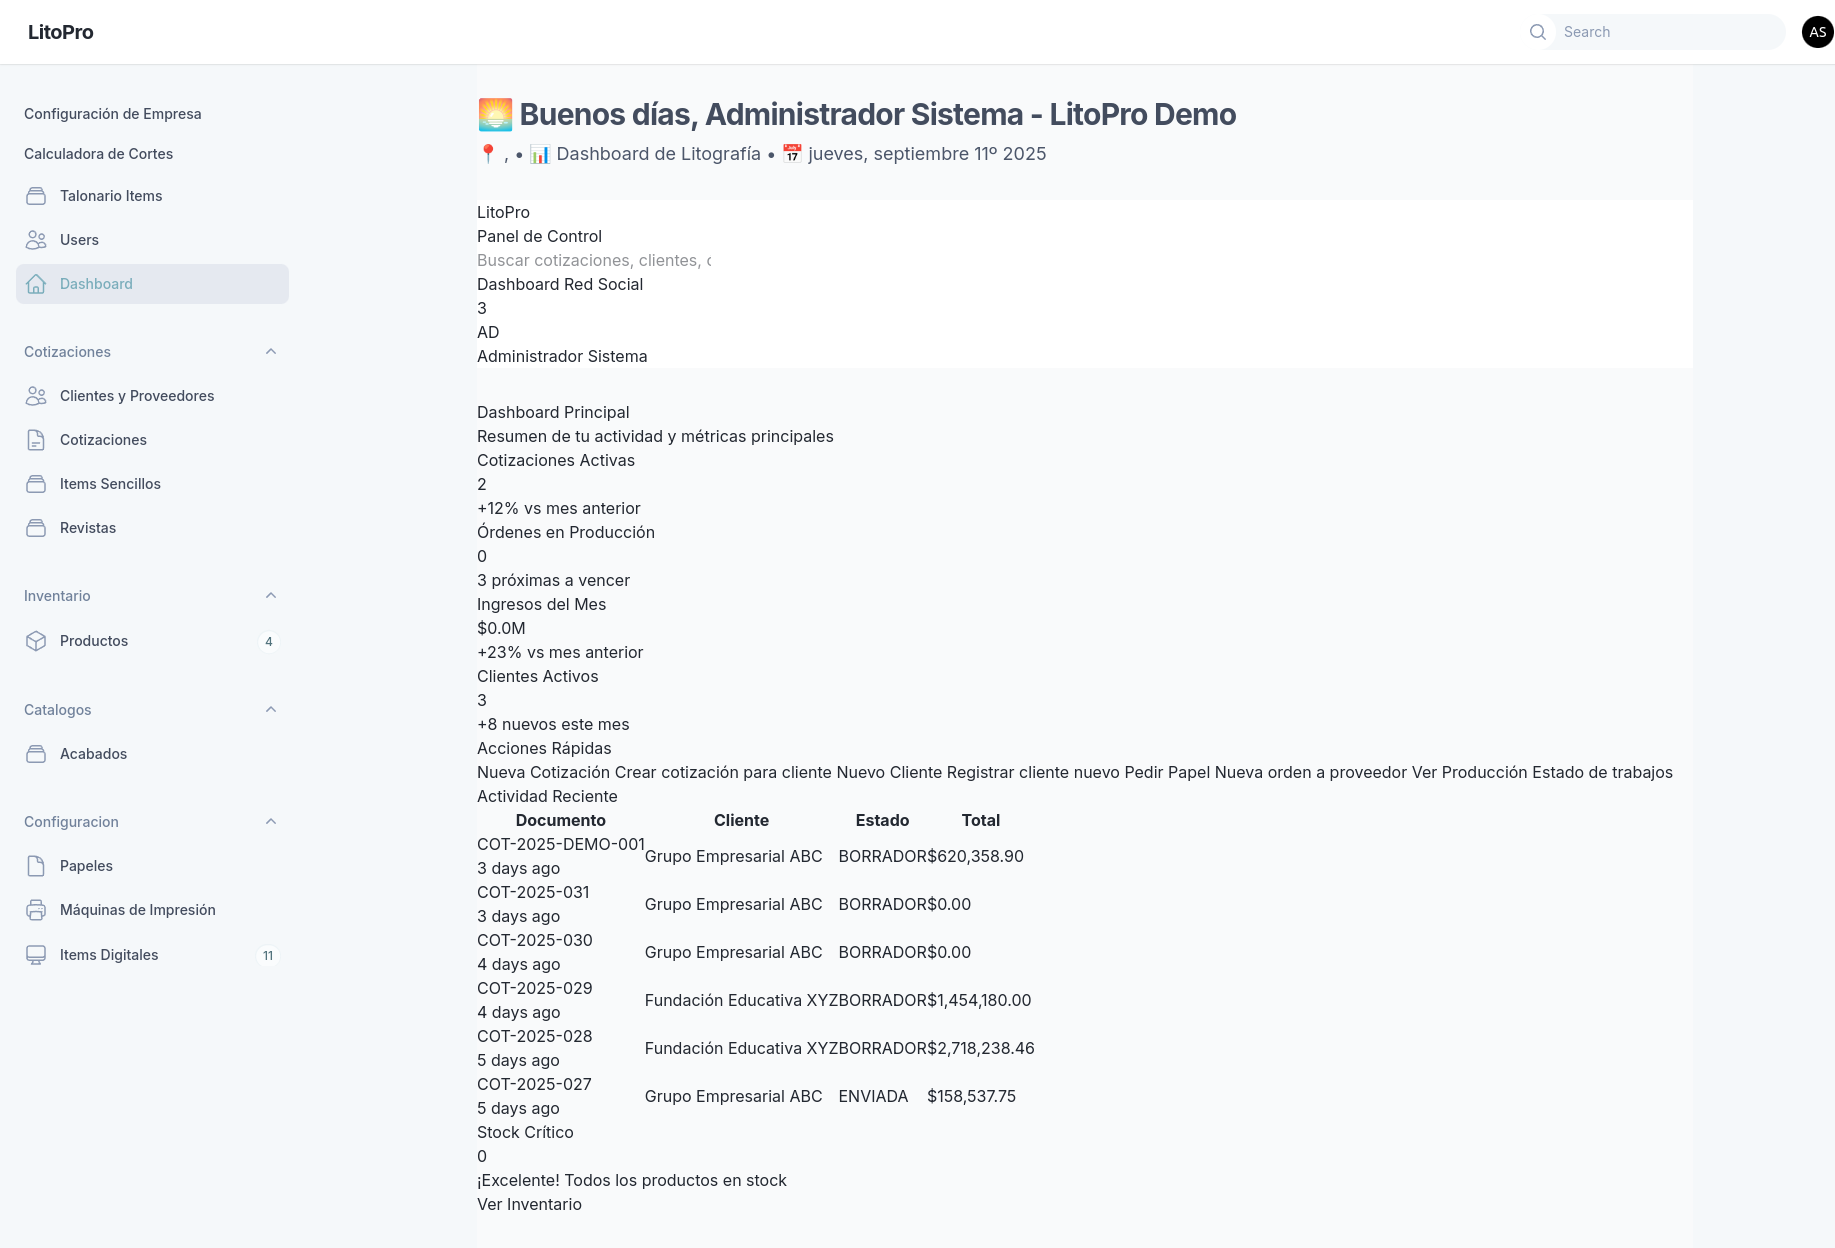 LitoPro
Search
AS
Configuración de Empresa
Calculadora de Cortes
Talonario Items
Users
Dashboard
Cotizaciones
Clientes y Proveedores
Cotizaciones
Items Sencillos
Revistas
Inventario
Productos 4
Catalogos
Acabados
Configuracion
Papeles
Máquinas de Impresión
Items Digitales 11
🌅 Buenos días, Administrador Sistema - LitoPro Demo
📍 , • 📊 Dashboard de Litografía • 📅 jueves, septiembre 11º 2025
LitoPro
Panel de Control
Buscar cotizaciones, clientes,
Dashboard Red Social
3
AD
Administrador Sistema
Dashboard Principal
Resumen de tu actividad y métricas principales
Cotizaciones Activas
2
+12% vs mes anterior
Órdenes en Producción
0
3 próximas a vencer
Ingresos del Mes
$0.0M
+23% vs mes anterior
Clientes Activos
3
+8 nuevos este mes
Acciones Rápidas
Nueva Cotización Crear cotización para cliente Nuevo Cliente Registrar cliente nuevo Pedir Papel Nueva orden a proveedor Ver Producción Estado de trabajos
Actividad Reciente
Documento Cliente Estado Total
COT-2025-DEMO-001
3 days ago
Grupo Empresarial ABC BORRADOR $620,358.90
COT-2025-031
3 days ago
Grupo Empresarial ABC BORRADOR $0.00
COT-2025-030
4 days ago
Grupo Empresarial ABC BORRADOR $0.00
COT-2025-029
4 days ago
Fundación Educativa XYZ BORRADOR $1,454,180.00
COT-2025-028
5 days ago
Fundación Educativa XYZ BORRADOR $2,718,238.46
COT-2025-027
5 days ago
Grupo Empresarial ABC ENVIADA $158,537.75
Stock Crítico
0
¡Excelente! Todos los productos en stock
Ver Inventario